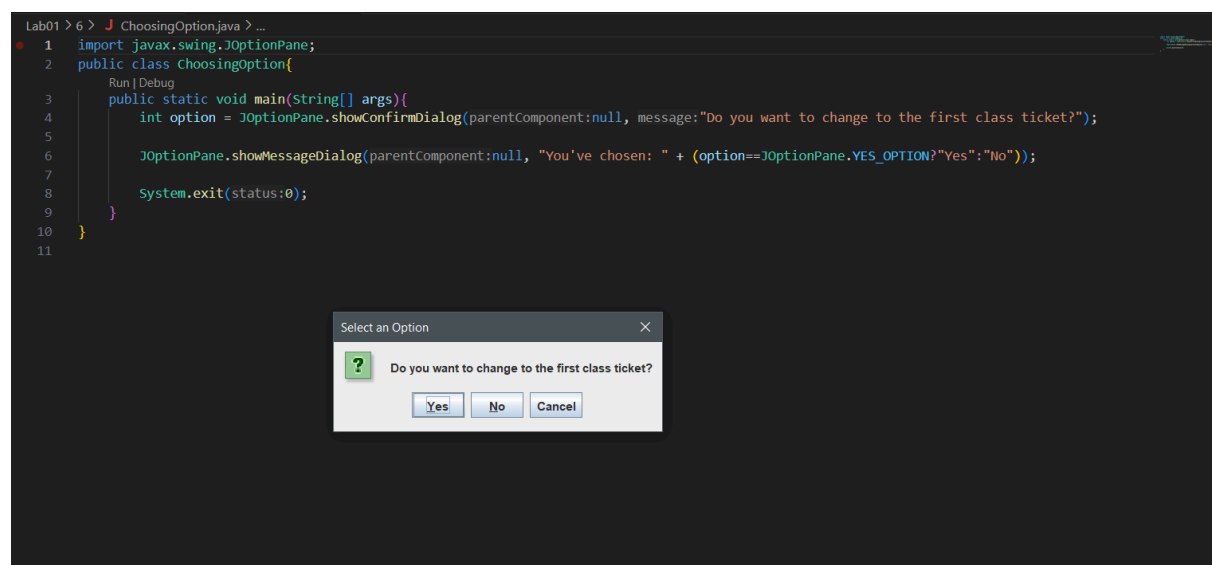 Lab01 > 6 > J ChoosingOption.java > ...
1 import javax.swing.JOptionPane;
2 public class ChoosingOption{
Run | Debug
3 public static void main(String[] args){
4 int option = JOptionPane.showConfirmDialog(parentComponent:null, message:"Do you want to change to the first class ticket?");
5
6 JOptionPane.showMessageDialog(parentComponent:null, "You've chosen: " + (option==JOptionPane.YES_OPTION?"Yes":"No"));
7
8 System.exit(status:0);
9 }
10 }
11
Select an Option
?
Do you want to change to the first class ticket?
Yes No Cancel